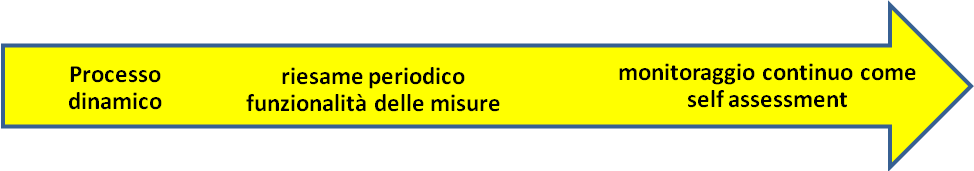 Processo
dinamico
riesame periodico
funzionalità delle misure
monitoraggio continuo come
self assessment